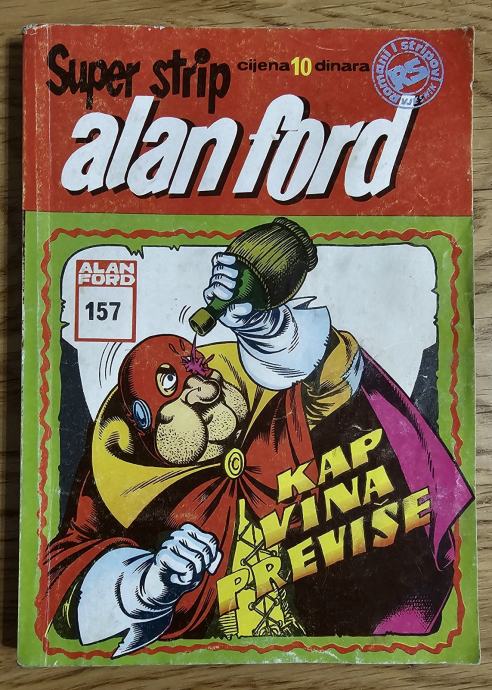 Super strip
cijena 10 dinara
romani i stripovi
RS
alan ford
ALAN
FORD
157
©
KAP
VINA
PREVIŠE